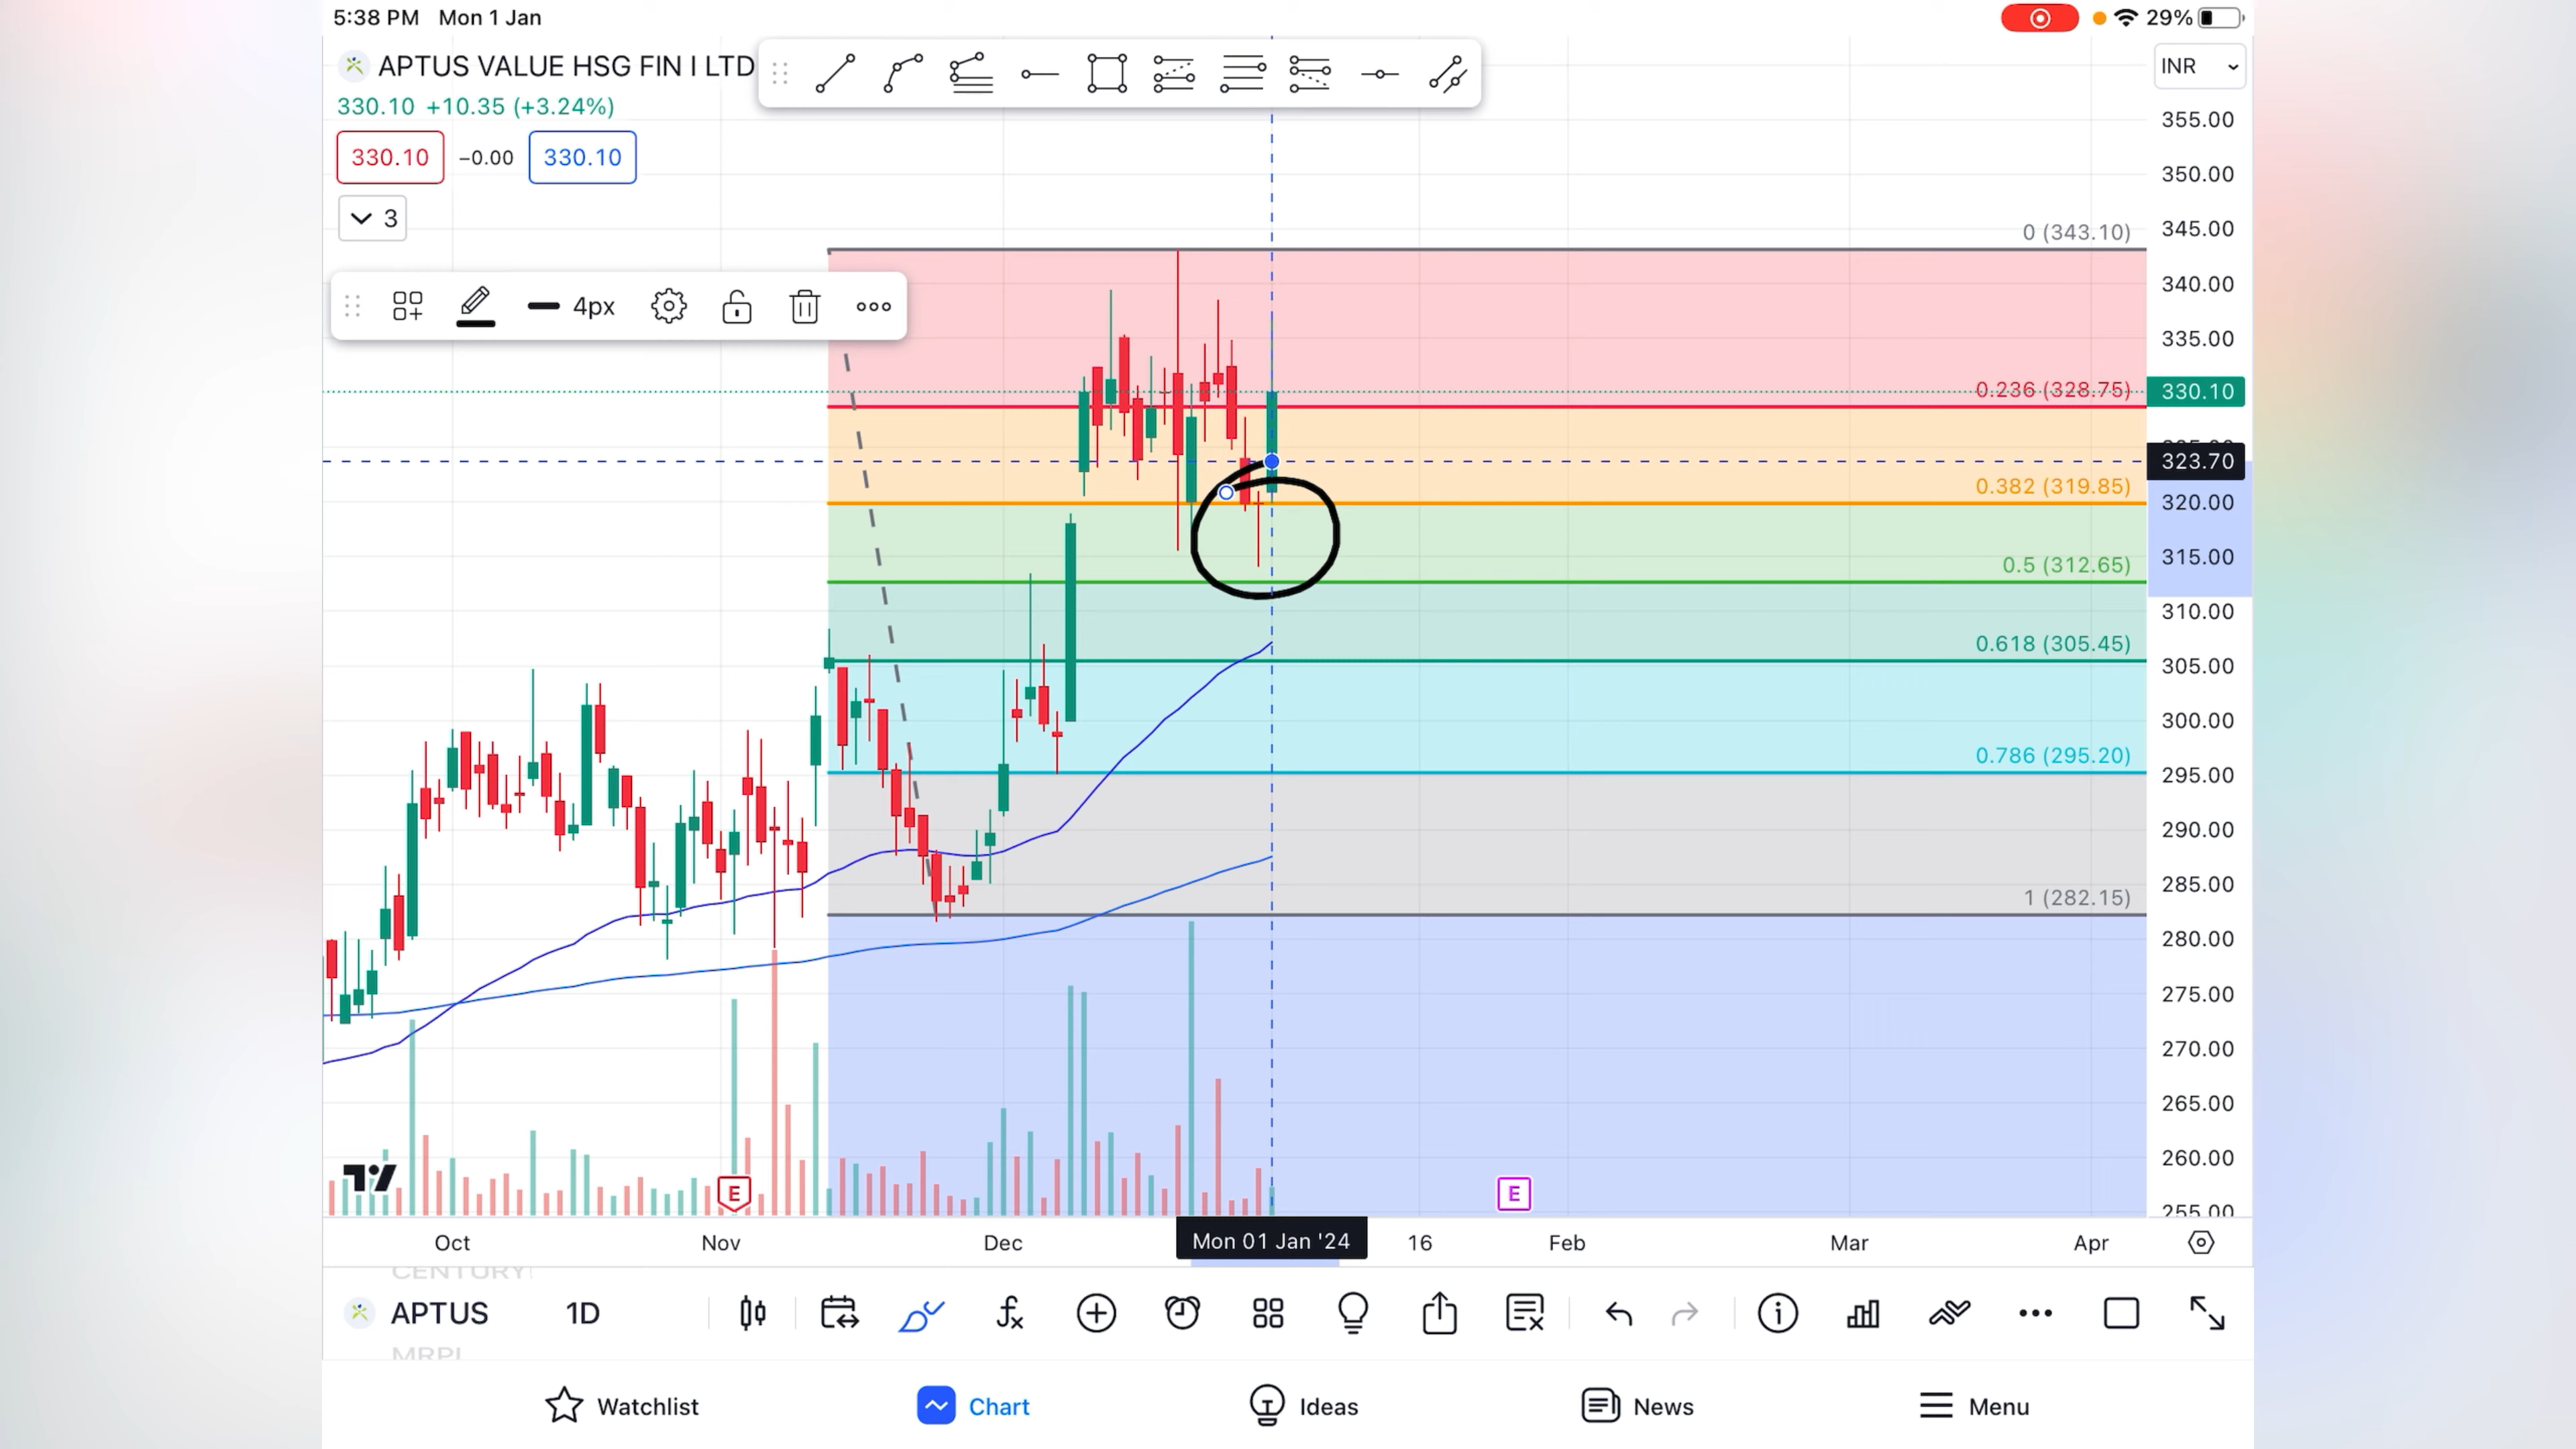 5:38 PM Mon 1 Jan
29%
APTUS VALUE HSG FIN I LTD
INR
330.10 +10.35 (+3.24%)
330.10 −0.00 330.10
3
4px
355.00
350.00
345.00
340.00
335.00
330.10
323.70
320.00
315.00
310.00
305.00
300.00
295.00
290.00
285.00
280.00
275.00
270.00
265.00
260.00
255.00
0 (343.10)
0.236 (328.75)
0.382 (319.85)
0.5 (312.65)
0.618 (305.45)
0.786 (295.20)
1 (282.15)
E
E
Oct Nov Dec Mon 01 Jan '24 16 Feb Mar Apr
CENTURY
APTUS 1D
MRPL
Watchlist Chart Ideas News Menu